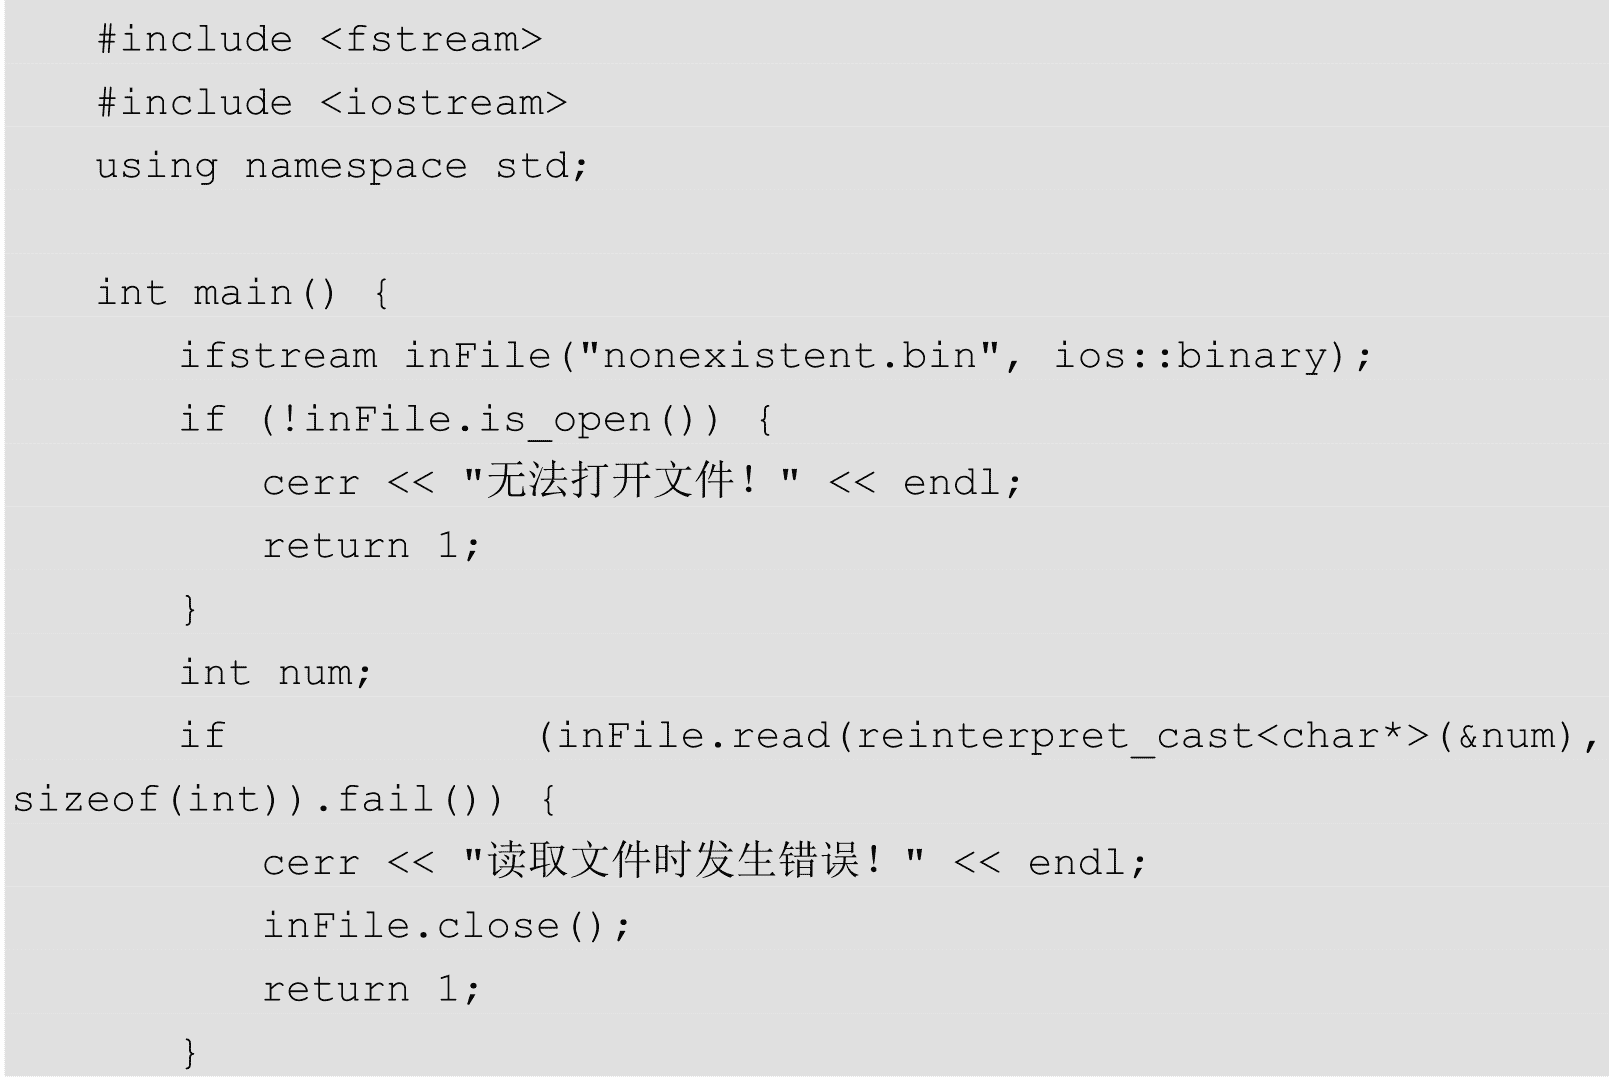 #include <fstream>
#include <iostream>
using namespace std;
int main() {
ifstream inFile("nonexistent.bin", ios::binary);
if (!inFile.is_open()) {
cerr << "无法打开文件！" << endl;
return 1;
}
int num;
if (inFile.read(reinterpret_cast<char*>(&num),
sizeof(int)).fail()) {
cerr << "读取文件时发生错误！" << endl;
inFile.close();
return 1;
}